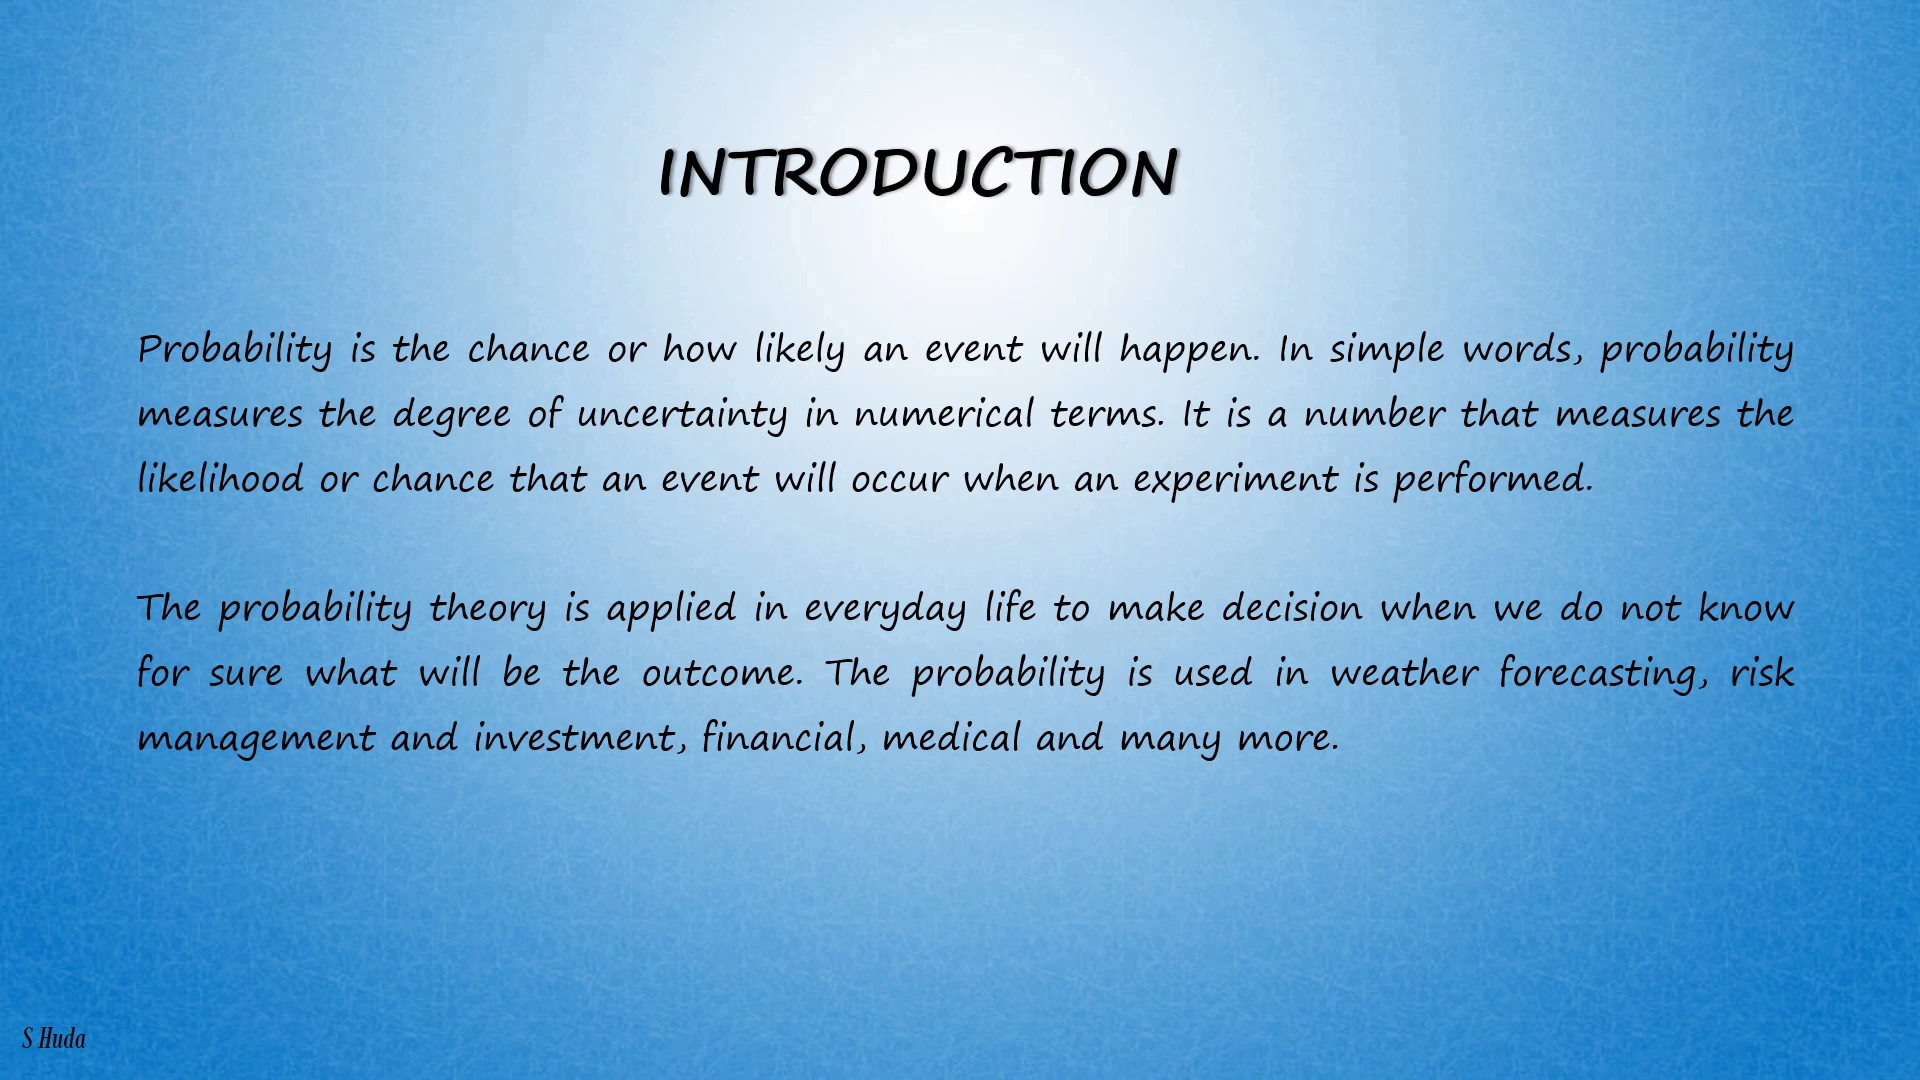 INTRODUCTION
Probability is the chance or how likely an event will happen. In simple words, probability
measures the degree of uncertainty in numerical terms. It is a number that measures the
likelihood or chance that an event will occur when an experiment is performed.
The probability theory is applied in everyday life to make decision when we do not know
for sure what will be the outcome. The probability is used in weather forecasting, risk
management and investment, financial, medical and many more.
S Huda